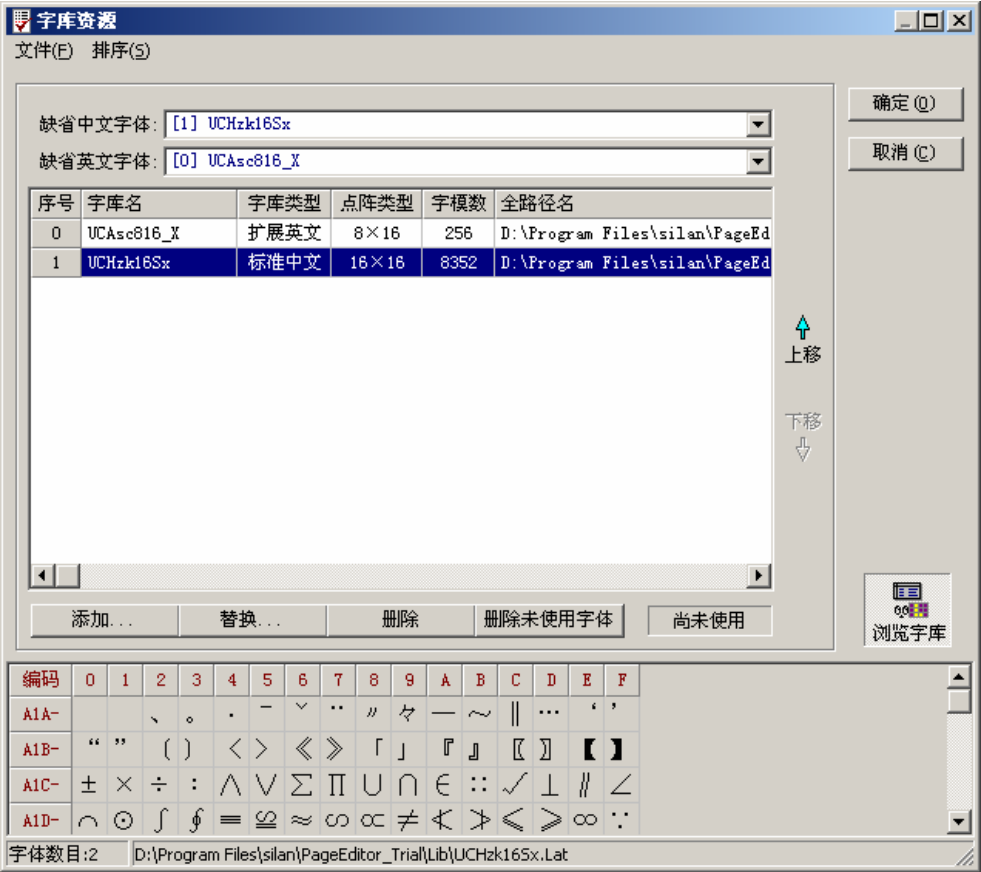 字库资源
文件(F) 排序(S)
缺省中文字体: [1] UCHzk16Sx
确定(O)
缺省英文字体: [0] UCAsc816_X
取消(C)
序号 字库名 字库类型 点阵类型 字模数 全路径名
0 UCAsc816_X 扩展英文 8×16 256 D:\Program Files\silan\PageEd
1 UCHzk16Sx 标准中文 16×16 8352 D:\Program Files\silan\PageEd
上移
下移
添加... 替换... 删除 删除未使用字体 尚未使用
浏览字库
编码 0 1 2 3 4 5 6 7 8 9 A B C D E F
A1A- 、 。 · ˉ ˇ ¨ 〃 々 — ～ ‖ … ‘ ’
A1B- “ ” 〔 〕 〈 〉 《 》 「 」 『 』 〖 〗 【 】
A1C- ± × ÷ ∶ ∧ ∨ ∑ ∏ ∪ ∩ ∈ ∷ √ ⊥ ∥ ∠
A1D- ⌒ ⊙ ∫ ∮ ≡ ≌ ≈ ∽ ∝ ≠ ≮ ≯ ≤ ≥ ∞ ∵
字体数目:2 D:\Program Files\silan\PageEditor_Trial\Lib\UCHzk16Sx.Lat